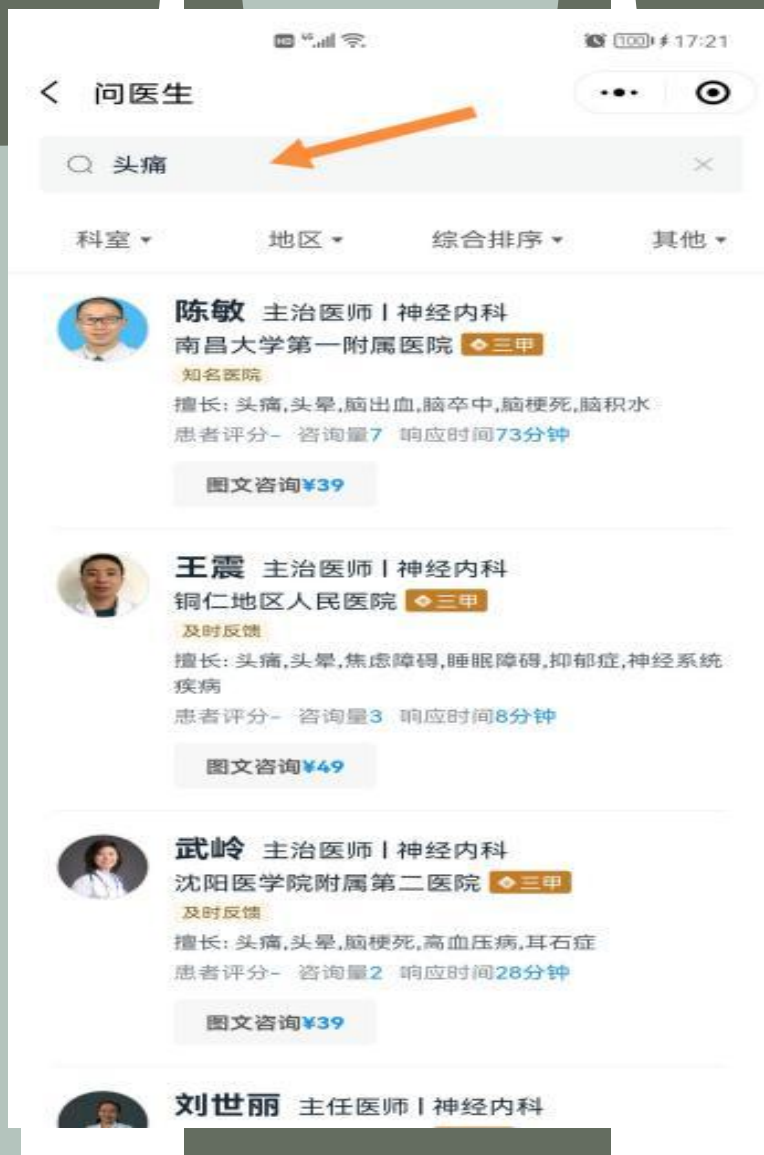 HD 4G 100 17:21
问医生
头痛
科室 地区 综合排序 其他
陈敏 主治医师 | 神经内科
南昌大学第一附属医院 三甲
知名医院
擅长: 头痛,头晕,脑出血,脑卒中,脑梗死,脑积水
患者评分- 咨询量7 响应时间73分钟
图文咨询¥39
王震 主治医师 | 神经内科
铜仁地区人民医院 三甲
及时反馈
擅长: 头痛,头晕,焦虑障碍,睡眠障碍,抑郁症,神经系统
疾病
患者评分- 咨询量3 响应时间8分钟
图文咨询¥49
武岭 主治医师 | 神经内科
沈阳医学院附属第二医院 三甲
及时反馈
擅长: 头痛,头晕,脑梗死,高血压病,耳石症
患者评分- 咨询量2 响应时间28分钟
图文咨询¥39
刘世丽 主任医师 | 神经内科